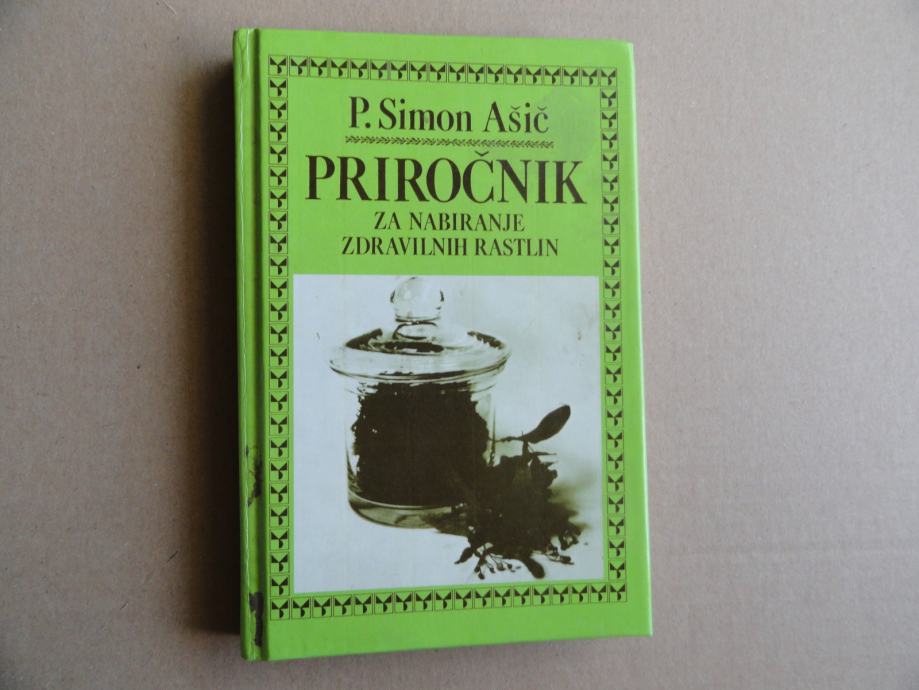 P. Simon Ašič
PRIROČNIK
ZA NABIRANJE
ZDRAVILNIH RASTLIN